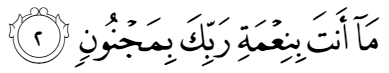 مَآ أَنتَ بِنِعۡمَةِ رَبِّكَ بِمَجۡنُونٖ ٢